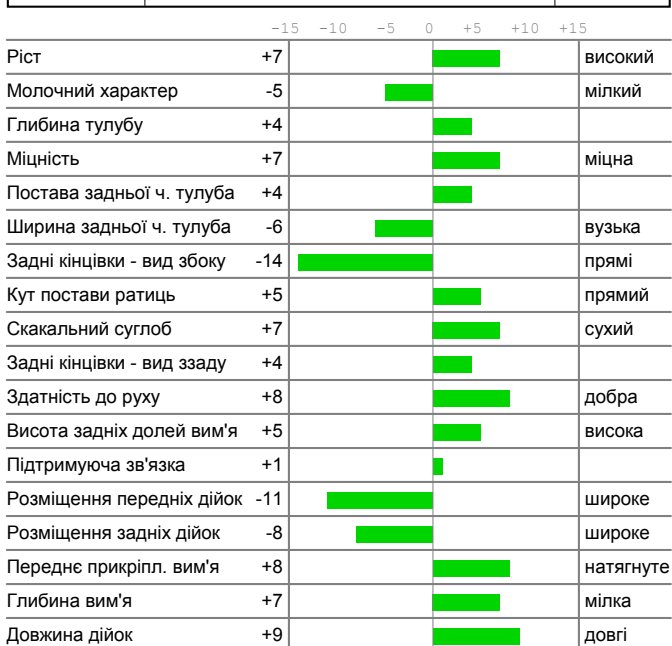 -15 -10 -5 0 +5 +10 +15
Ріст +7 високий
Молочний характер -5 мілкий
Глибина тулубу +4
Міцність +7 міцна
Постава задньої ч. тулуба +4
Ширина задньої ч. тулуба -6 вузька
Задні кінцівки - вид збоку -14 прямі
Кут постави ратиць +5 прямий
Скакальний суглоб +7 сухий
Задні кінцівки - вид ззаду +4
Здатність до руху +8 добра
Висота задніх долей вим'я +5 висока
Підтримуюча зв'язка +1
Розміщення передніх дійок -11 широке
Розміщення задніх дійок -8 широке
Переднє прикріпл. вим'я +8 натягнуте
Глибина вим'я +7 мілка
Довжина дійок +9 довгі